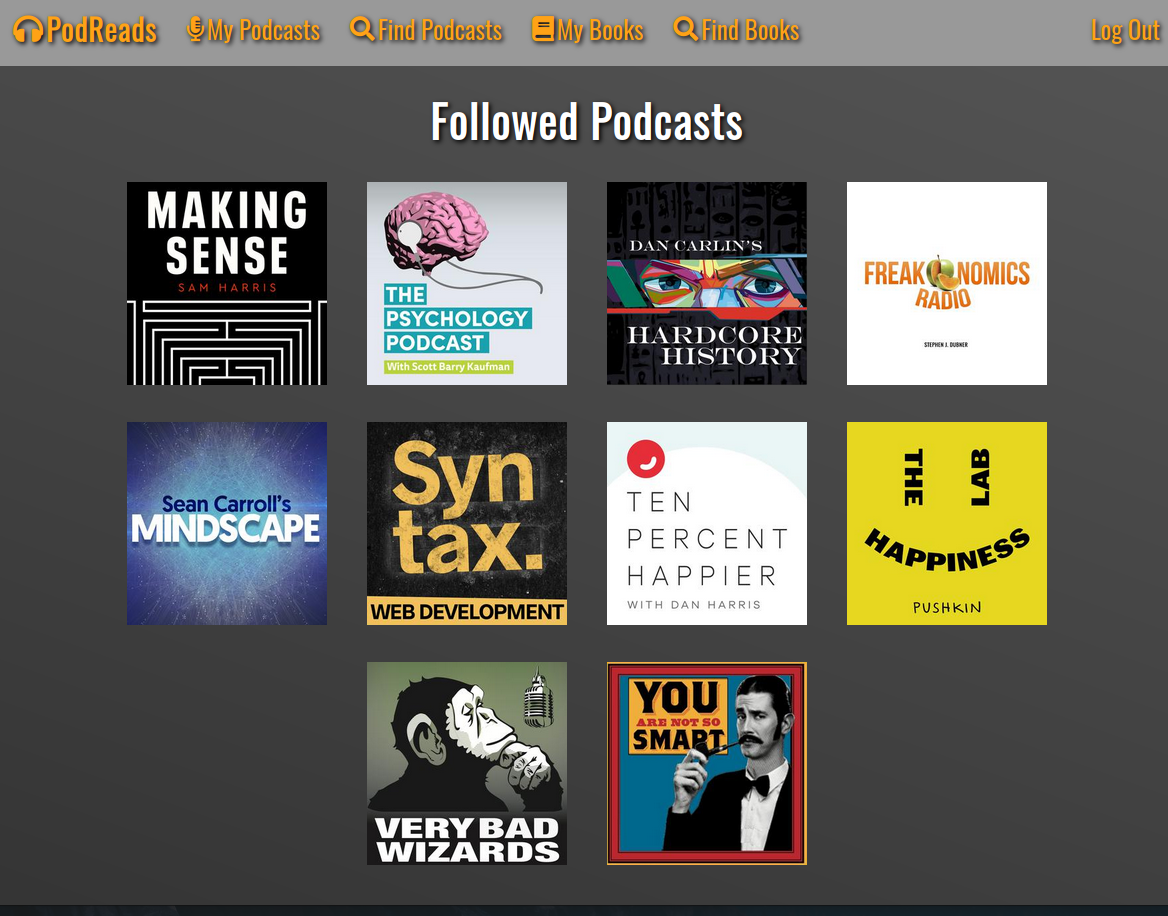 PodReads My Podcasts Find Podcasts My Books Find Books Log Out
Followed Podcasts
MAKING
SENSE
SAM HARRIS
THE
PSYCHOLOGY
PODCAST
With Scott Barry Kaufman
DAN CARLIN'S
HARDCORE
HISTORY
FREAKONOMICS
RADIO
STEPHEN J. DUBNER
Sean Carroll's
MINDSCAPE
Syn
tax.
WEB DEVELOPMENT
TEN
PERCENT
HAPPIER
WITH DAN HARRIS
THE LAB
HAPPINESS
PUSHKIN
VERY BAD
WIZARDS
YOU
ARE NOT SO
SMART